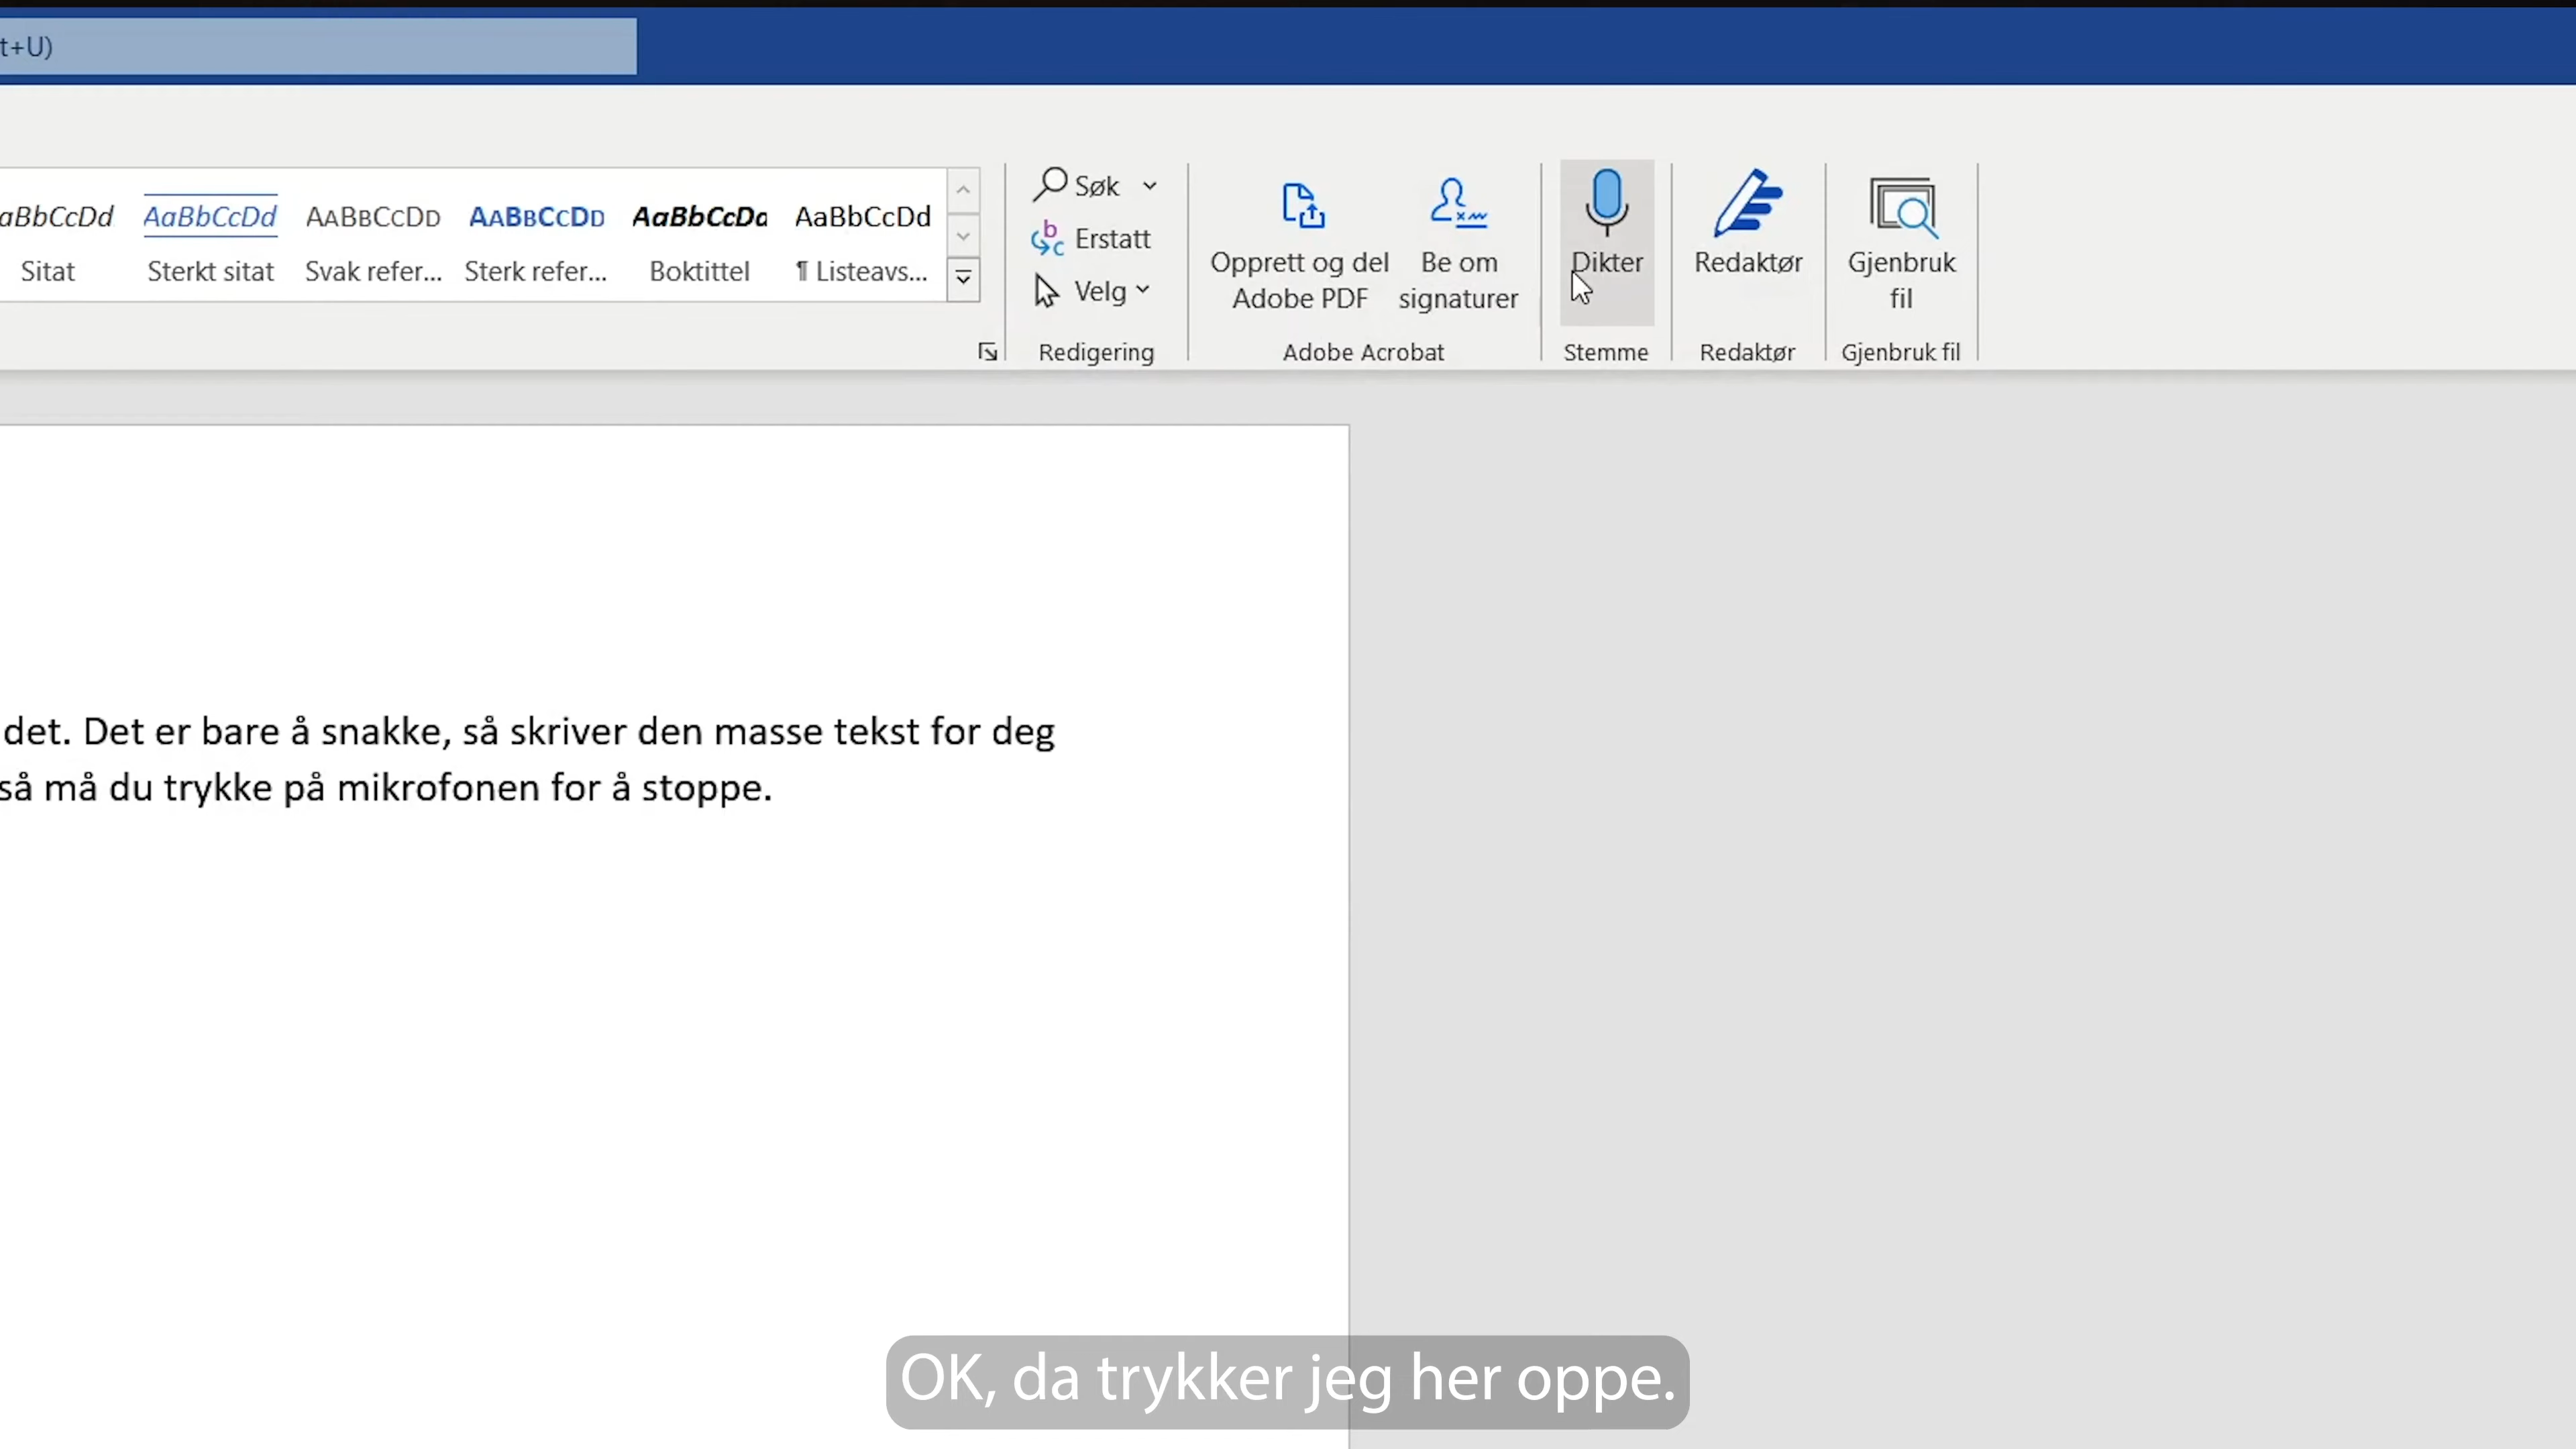 t+U)
aBbCcDd AaBbCcDd AaBbCcDd AaBbCcDd AaBbCcDd AaBbCcDd
Sitat Sterkt sitat Svak refer... Sterk refer... Boktittel ¶ Listeavs...
Søk
Erstatt
Velg
Redigering
Opprett og del
Adobe PDF
Be om
signaturer
Adobe Acrobat
Dikter
Stemme
Redaktør
Redaktør
Gjenbruk
fil
Gjenbruk fil
det. Det er bare å snakke, så skriver den masse tekst for deg
så må du trykke på mikrofonen for å stoppe.
OK, da trykker jeg her oppe.